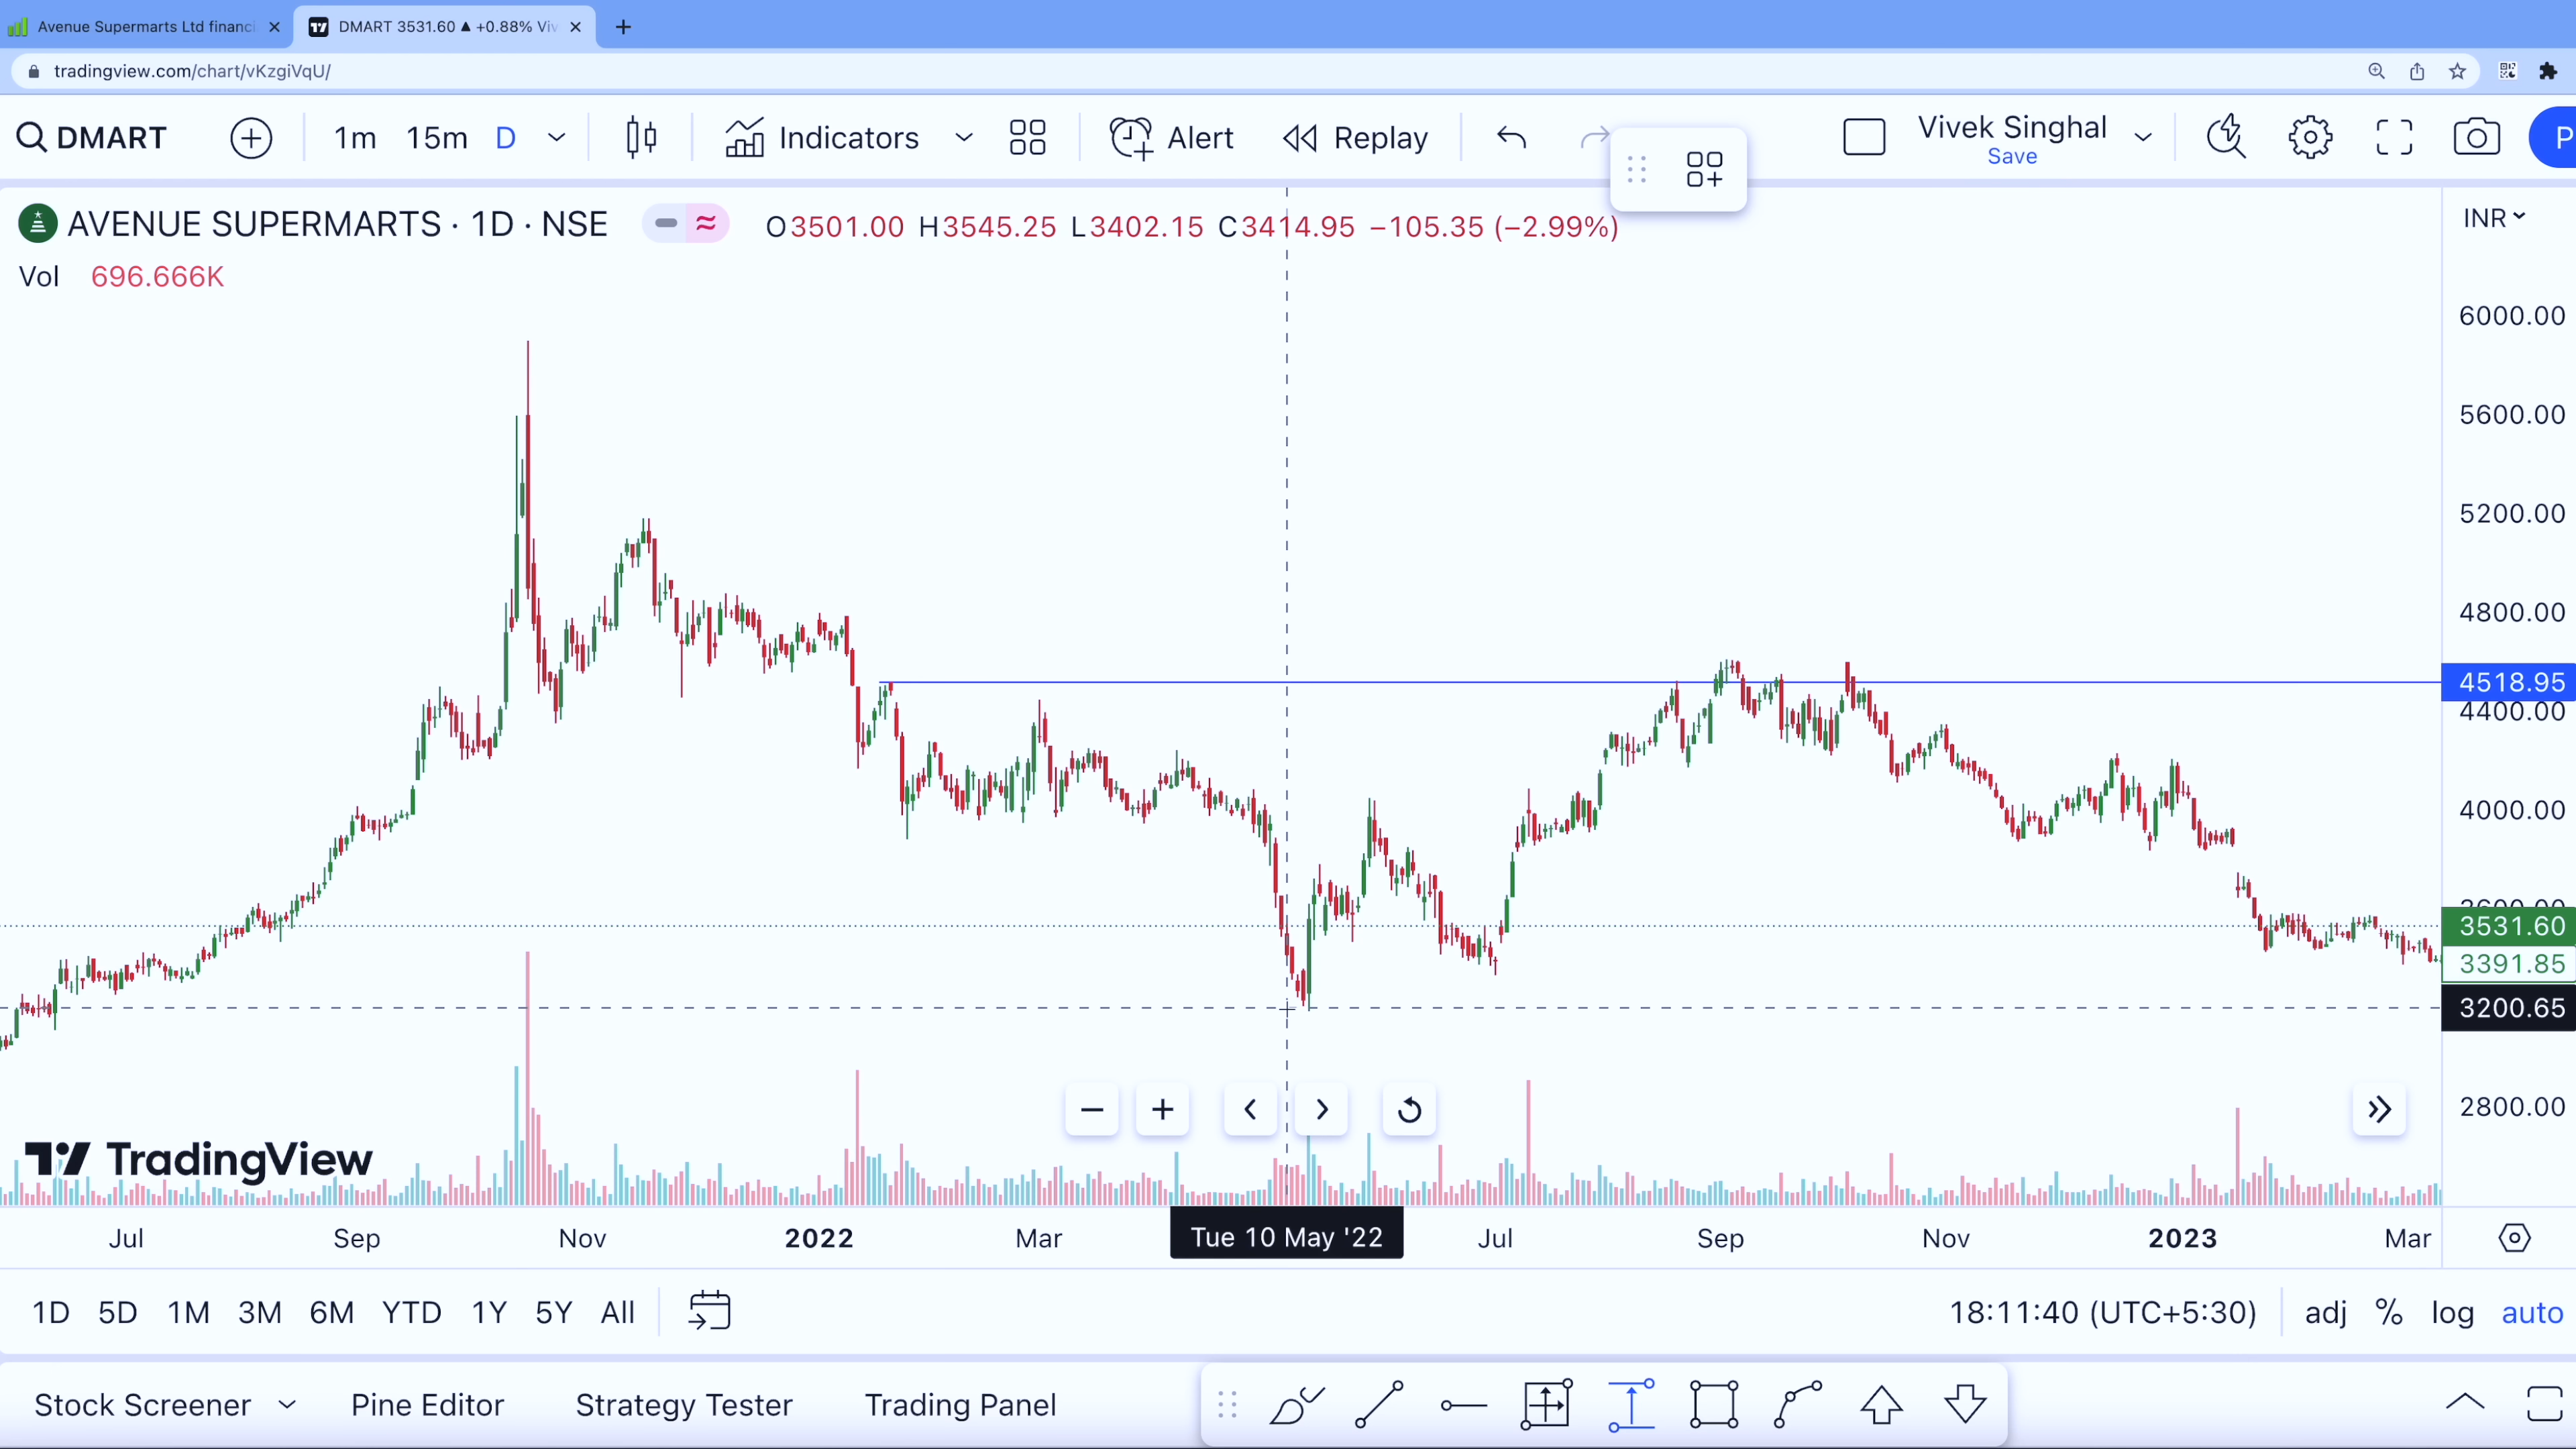 Avenue Supermarts Ltd financi
DMART 3531.60 ▲ +0.88% Viv
tradingview.com/chart/vKzgiVqU/
DMART
1m 15m D
Indicators
Alert
Replay
Vivek Singhal
Save
P
AVENUE SUPERMARTS · 1D · NSE
O3501.00 H3545.25 L3402.15 C3414.95 −105.35 (−2.99%)
INR
Vol 696.666K
6000.00
5600.00
5200.00
4800.00
4518.95
4400.00
4000.00
3531.60
3391.85
3200.65
2800.00
TradingView
Jul Sep Nov 2022 Mar Tue 10 May '22 Jul Sep Nov 2023 Mar
1D 5D 1M 3M 6M YTD 1Y 5Y All
18:11:40 (UTC+5:30) adj % log auto
Stock Screener Pine Editor Strategy Tester Trading Panel